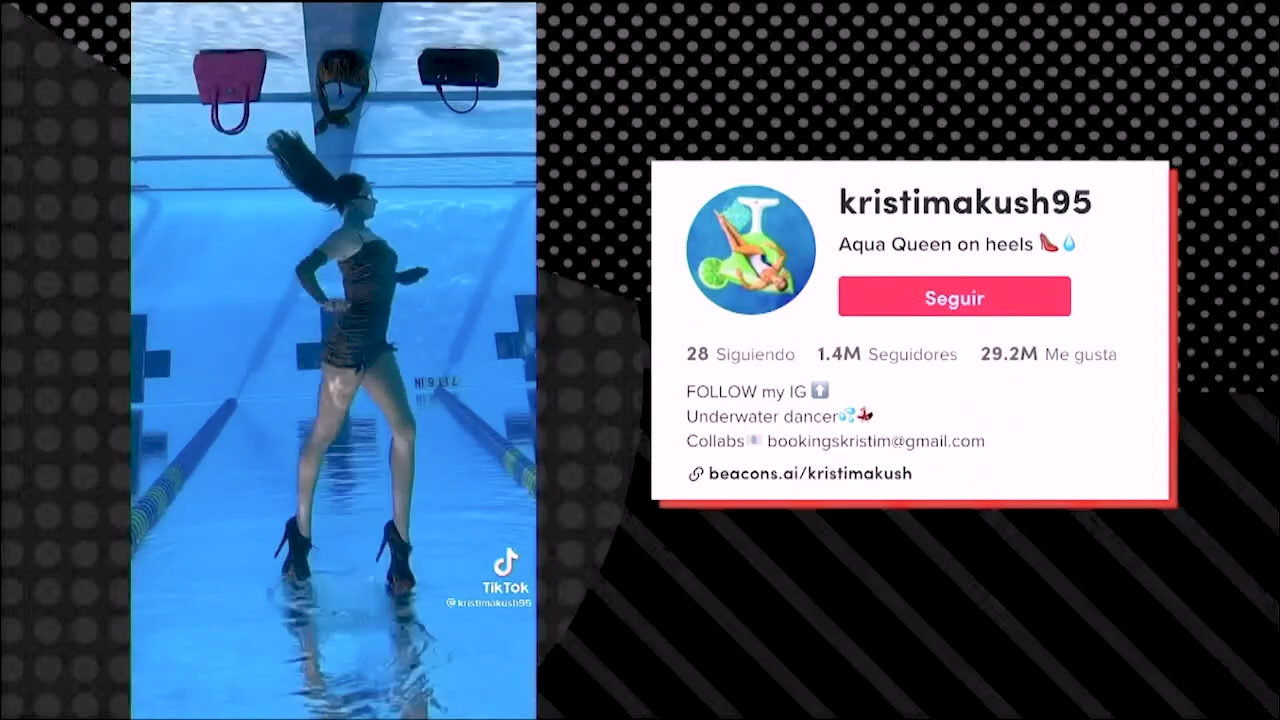 kristimakush95
Aqua Queen on heels 👠💧
Seguir
28 Siguiendo 1.4M Seguidores 29.2M Me gusta
FOLLOW my IG ⬆️
Underwater dancer💦💃
Collabs📧 bookingskristim@gmail.com
beacons.ai/kristimakush
TikTok
@kristimakush95